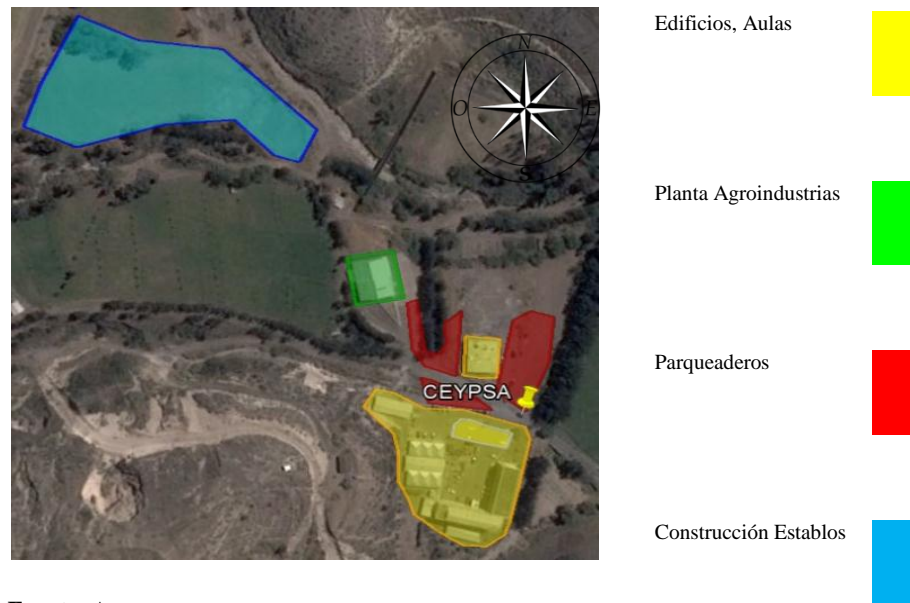 Edificios, Aulas
N
O
E
S
Planta Agroindustrias
Parqueaderos
CEYPSA
Construcción Establos